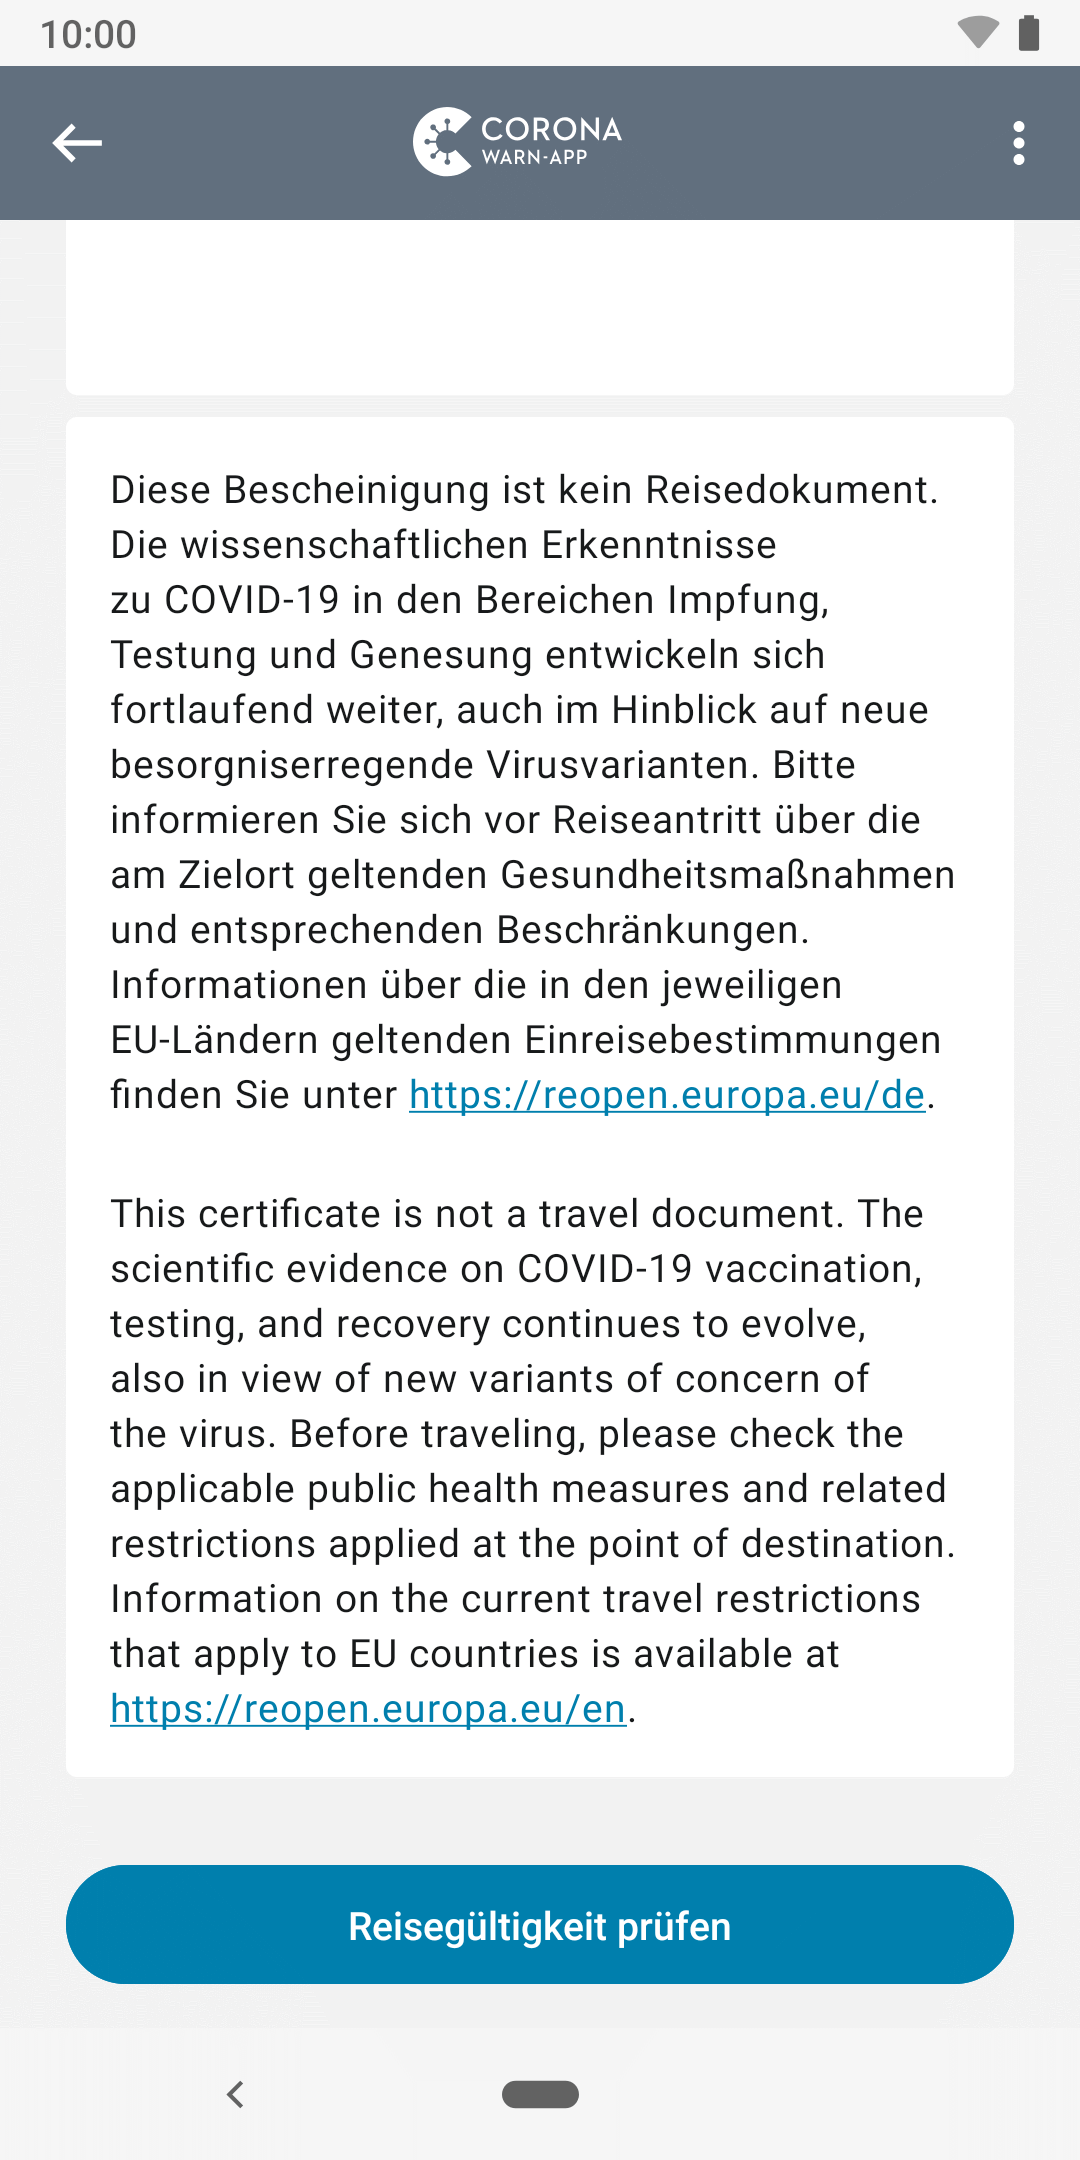 10:00
CORONA
WARN-APP
Diese Bescheinigung ist kein Reisedokument.
Die wissenschaftlichen Erkenntnisse
zu COVID-19 in den Bereichen Impfung,
Testung und Genesung entwickeln sich
fortlaufend weiter, auch im Hinblick auf neue
besorgniserregende Virusvarianten. Bitte
informieren Sie sich vor Reiseantritt über die
am Zielort geltenden Gesundheitsmaßnahmen
und entsprechenden Beschränkungen.
Informationen über die in den jeweiligen
EU-Ländern geltenden Einreisebestimmungen
finden Sie unter https://reopen.europa.eu/de.
This certificate is not a travel document. The
scientific evidence on COVID-19 vaccination,
testing, and recovery continues to evolve,
also in view of new variants of concern of
the virus. Before traveling, please check the
applicable public health measures and related
restrictions applied at the point of destination.
Information on the current travel restrictions
that apply to EU countries is available at
https://reopen.europa.eu/en.
Reisegültigkeit prüfen